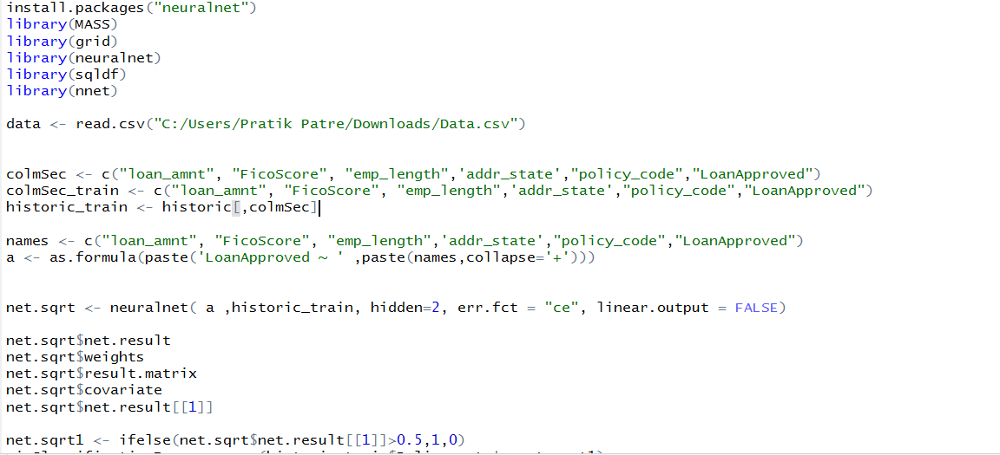 install.packages("neuralnet")
library(MASS)
library(grid)
library(neuralnet)
library(sqldf)
library(nnet)
data <- read.csv("C:/Users/Pratik Patre/Downloads/Data.csv")
colmSec <- c("loan_amnt", "FicoScore", "emp_length",'addr_state',"policy_code","LoanApproved")
colmSec_train <- c("loan_amnt", "FicoScore", "emp_length",'addr_state',"policy_code","LoanApproved")
historic_train <- historic[,colmSec]
names <- c("loan_amnt", "FicoScore", "emp_length",'addr_state',"policy_code","LoanApproved")
a <- as.formula(paste('LoanApproved ~ ' ,paste(names,collapse='+')))
net.sqrt <- neuralnet( a ,historic_train, hidden=2, err.fct = "ce", linear.output = FALSE)
net.sqrt$net.result
net.sqrt$weights
net.sqrt$result.matrix
net.sqrt$covariate
net.sqrt$net.result[[1]]
net.sqrt1 <- ifelse(net.sqrt$net.result[[1]]>0.5,1,0)